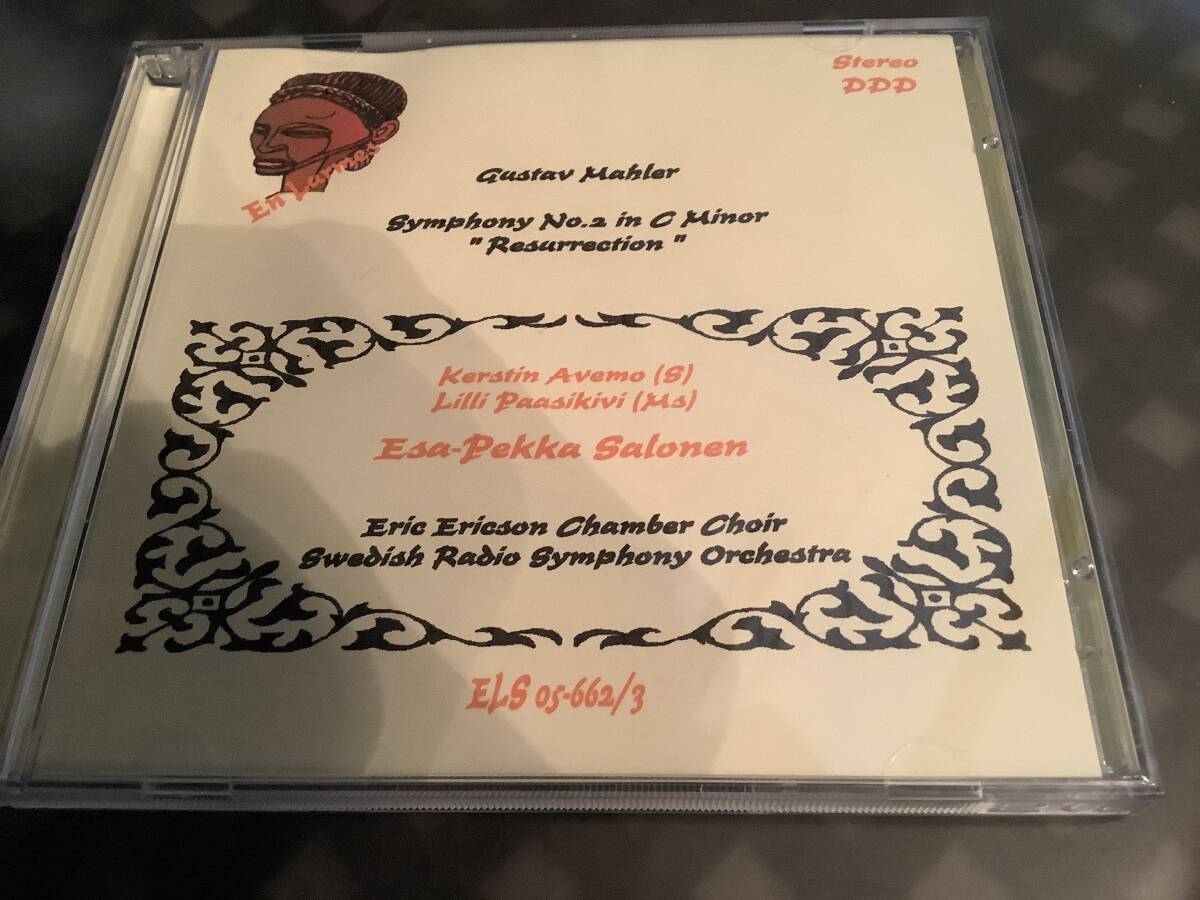 En Larmes
Stereo
DDD
Gustav Mahler
Symphony No.2 in C Minor
" Resurrection "
Kerstin Avemo (S)
Lilli Paasikivi (Ms)
Esa-Pekka Salonen
Eric Ericson Chamber Choir
Swedish Radio Symphony Orchestra
ELS 05-662/3